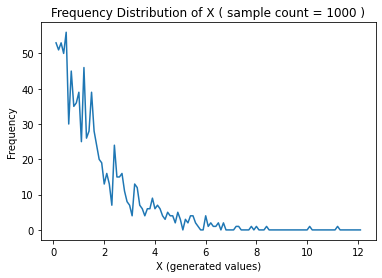 Frequency Distribution of X ( sample count = 1000 )
50
40
30
20
10
0
Frequency
0 2 4 6 8 10 12
X (generated values)